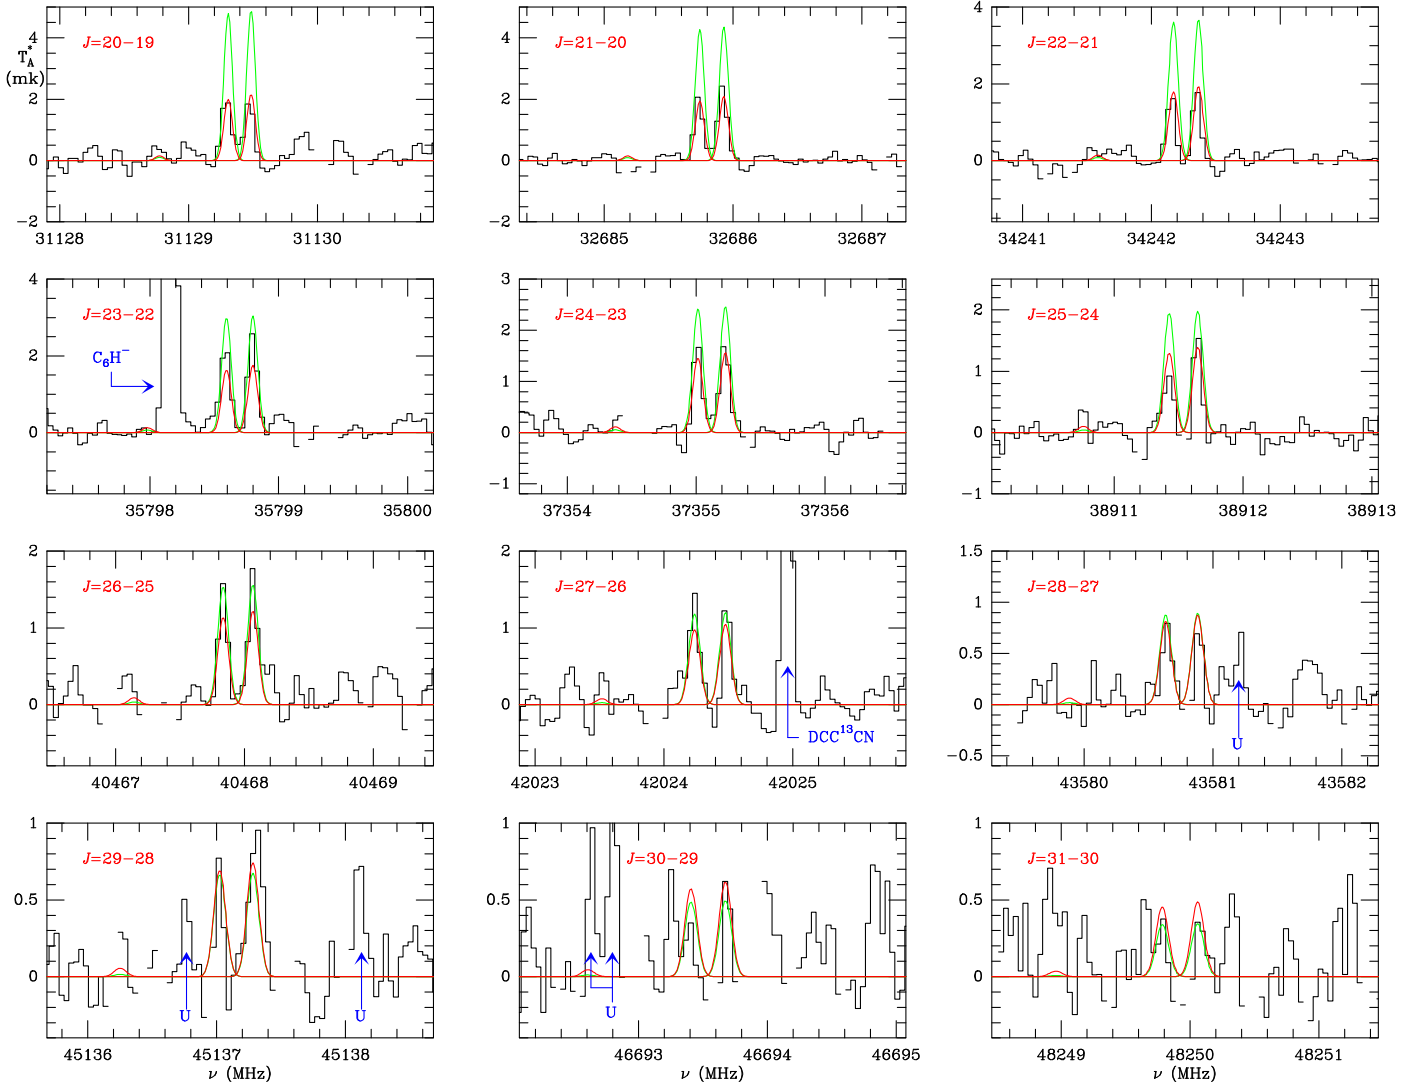 J=20-19
J=21-20
J=22-21
T*A
(mk)
4
2
0
-2
4
2
0
-2
4
2
0
31128 31129 31130
32685 32686 32687
34241 34242 34243
J=23-22
J=24-23
J=25-24
C6H−
4
2
0
3
2
1
0
-1
2
1
0
-1
35798 35799 35800
37354 37355 37356
38911 38912 38913
J=26-25
J=27-26
J=28-27
2
1
0
2
1
0
1.5
1
0.5
0
-0.5
DCC13CN
U
40467 40468 40469
42023 42024 42025
43580 43581 43582
J=29-28
J=30-29
J=31-30
1
0.5
0
1
0.5
0
1
0.5
0
U U
U
45136 45137 45138
46693 46694 46695
48249 48250 48251
ν (MHz)
ν (MHz)
ν (MHz)